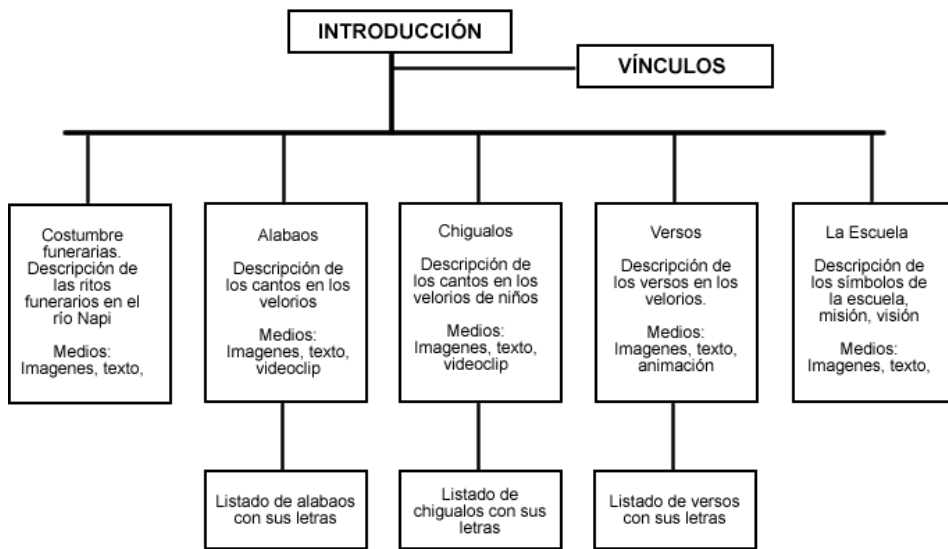 INTRODUCCIÓN
VÍNCULOS
Costumbre
funerarias.
Descripción de
las ritos
funerarios en el
río Napi
Medios:
Imagenes, texto,
Alabaos
Descripción de
los cantos en los
velorios
Medios:
Imagenes, texto,
videoclip
Chigualos
Descripción de
los cantos en los
velorios de niños
Medios:
Imagenes, texto,
videoclip
Versos
Descripción de
los versos en los
velorios.
Medios:
Imagenes, texto,
animación
La Escuela
Descripción de
los símbolos de
la escuela,
misión, visión
Medios:
Imagenes, texto,
Listado de alabaos
con sus letras
Listado de
chigualos con sus
letras
Listado de versos
con sus letras